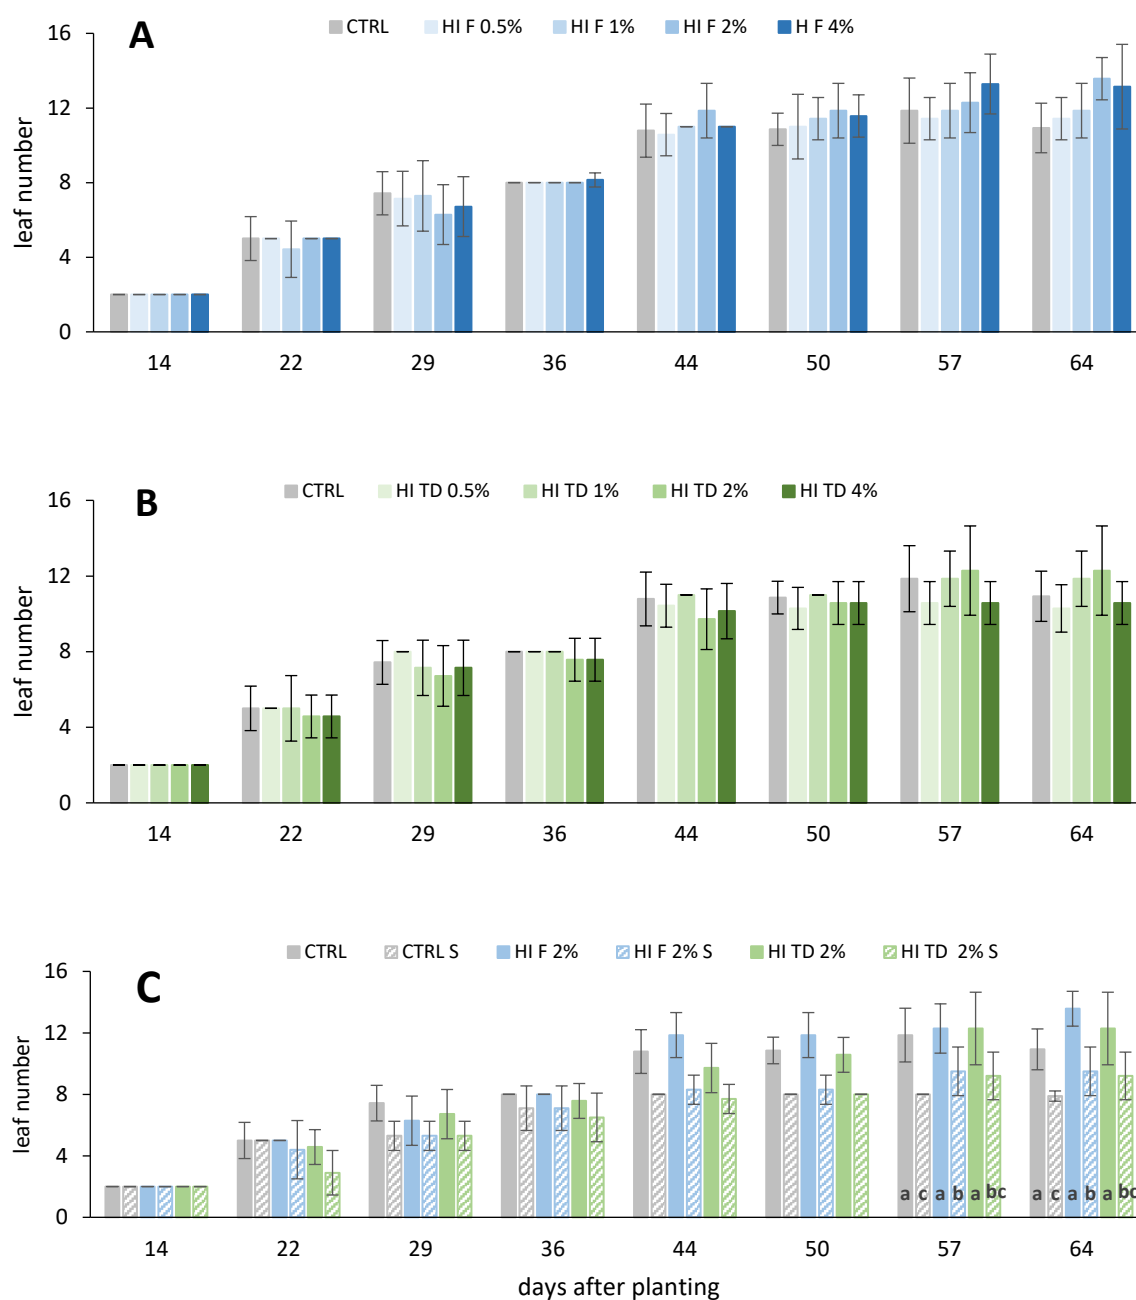 A
CTRL HI F 0.5% HI F 1% HI F 2% H F 4%
16
12
8
4
0
leaf number
14 22 29 36 44 50 57 64
B
CTRL HI TD 0.5% HI TD 1% HI TD 2% HI TD 4%
16
12
8
4
0
leaf number
14 22 29 36 44 50 57 64
C
CTRL CTRL S HI F 2% HI F 2% S HI TD 2% HI TD 2% S
16
12
8
4
0
leaf number
a c a b a bc a c a b a bc
14 22 29 36 44 50 57 64
days after planting